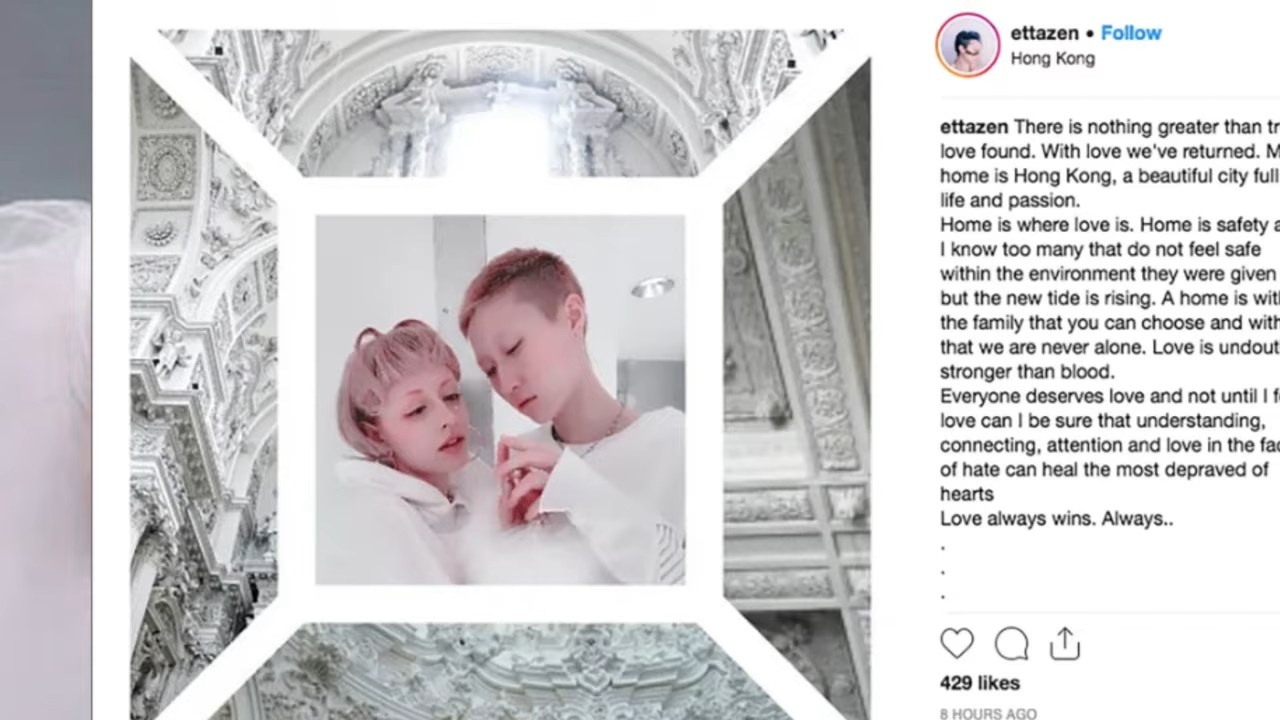 ettazen • Follow
Hong Kong
ettazen There is nothing greater than
love found. With love we've returned.
home is Hong Kong, a beautiful city full
life and passion.
Home is where love is. Home is safety
I know too many that do not feel safe
within the environment they were given
but the new tide is rising. A home is
the family that you can choose and with
that we are never alone. Love is
stronger than blood.
Everyone deserves love and not until I
love can I be sure that understanding,
connecting, attention and love in the
of hate can heal the most depraved of
hearts
Love always wins. Always..
.
.
.
429 likes
8 HOURS AGO